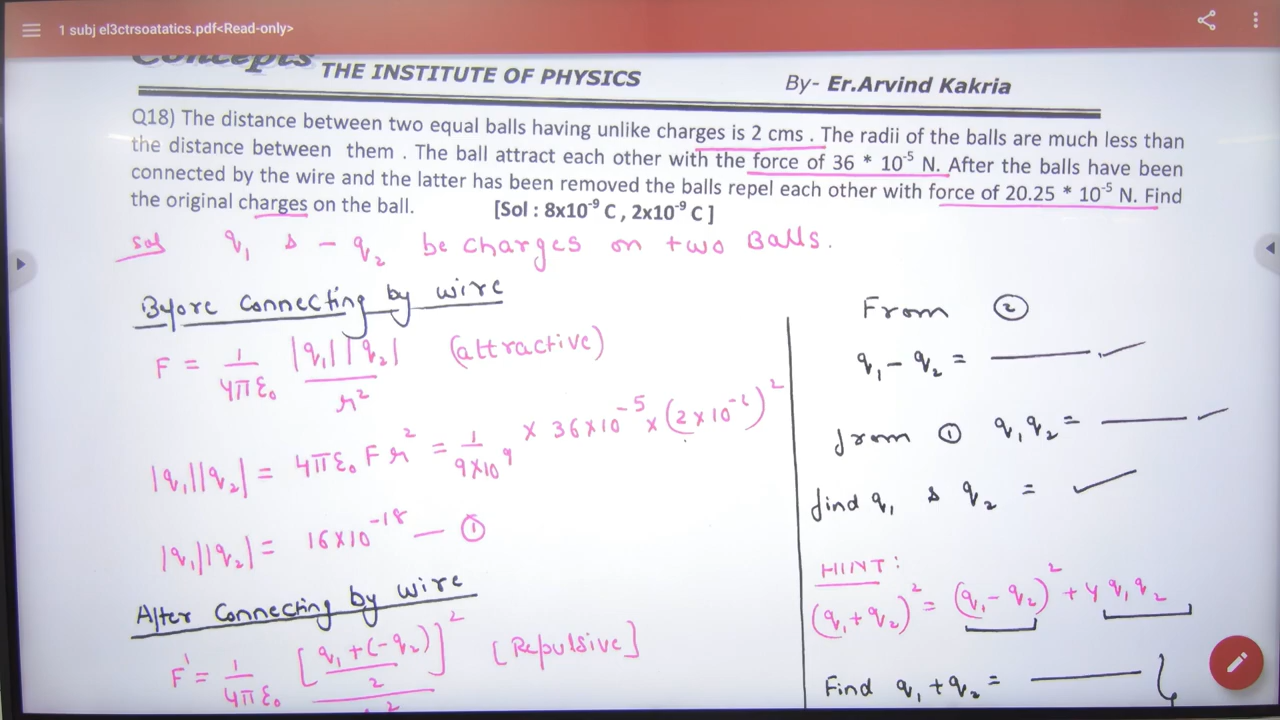 1 subj el3ctrsoatatics.pdf<Read-only>
Concepts THE INSTITUTE OF PHYSICS By- Er.Arvind Kakria
Q18) The distance between two equal balls having unlike charges is 2 cms . The radii of the balls are much less than
the distance between them . The ball attract each other with the force of 36 * 10⁻⁵ N. After the balls have been
connected by the wire and the latter has been removed the balls repel each other with force of 20.25 * 10⁻⁵ N. Find
the original charges on the ball. [Sol : 8x10⁻⁹ C , 2x10⁻⁹ C ]
Sol q₁ & - q₂ be charges on two Balls.
Before connecting by wire
F = 1/4πε₀ |q₁||q₂|/r² (attractive)
|q₁||q₂| = 4πε₀ F r² = 1/9×10⁹ × 36×10⁻⁵ × (2×10⁻²)²
|q₁||q₂| = 16×10⁻¹⁸ — ①
After connecting by wire
F' = 1/4πε₀ [q₁+(-q₂)/2]² [Repulsive]
From ②
q₁ - q₂ = ———
from ① q₁q₂ = ———
find q₁ & q₂ =
HINT:
(q₁+q₂)² = (q₁-q₂)² + 4q₁q₂
Find q₁+q₂ = ———